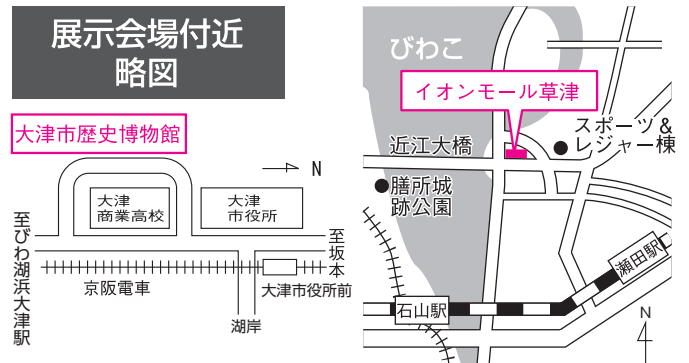 展示会場付近
略図
大津市歴史博物館
N
大津
商業高校
大津
市役所
至びわ湖浜大津駅
至坂本
京阪電車
大津市役所前
湖岸
びわこ
イオンモール草津
スポーツ&
レジャー棟
近江大橋
膳所城
跡公園
瀬田駅
石山駅
N